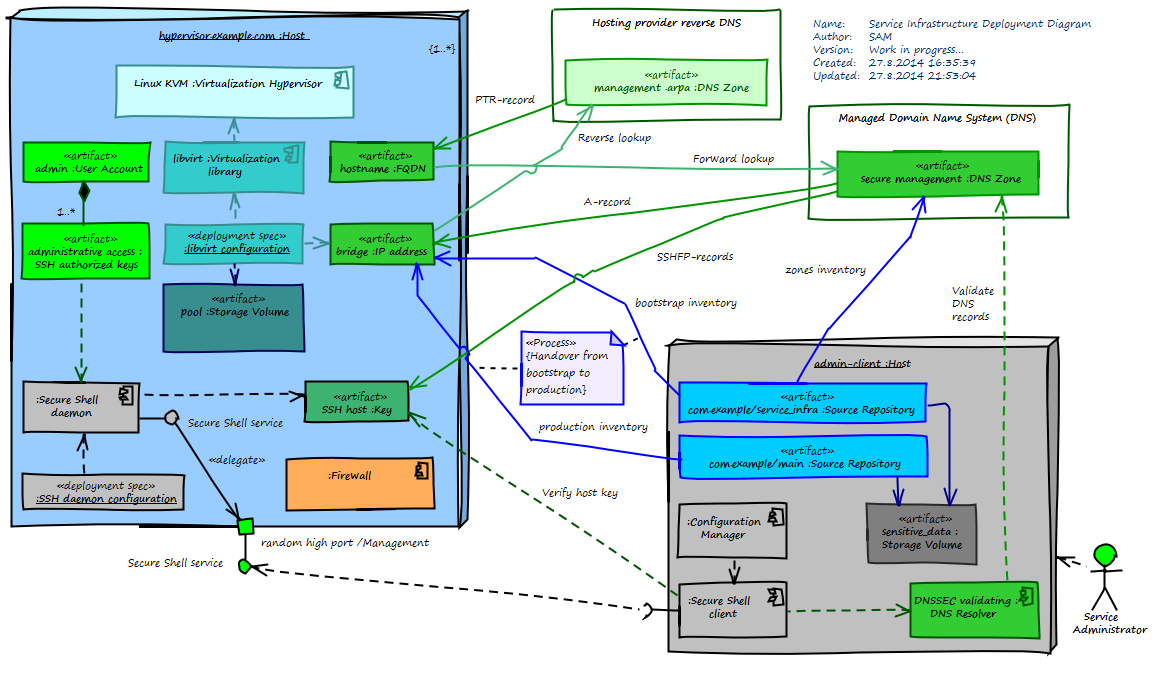 hypervisor.example.com :Host
{1..*}
Linux KVM :Virtualization Hypervisor
«artifact»
admin :User Account
libvirt :Virtualization
library
«artifact»
hostname :FQDN
1..*
«artifact»
administrative access :
SSH authorized keys
«deployment spec»
:libvirt configuration
«artifact»
bridge :IP address
«artifact»
pool :Storage Volume
:Secure Shell
daemon
«artifact»
SSH host :Key
Secure Shell service
«delegate»
«deployment spec»
:SSH daemon configuration
:Firewall
random high port /Management
Secure Shell service
Hosting provider reverse DNS
«artifact»
management .arpa :DNS Zone
PTR-record
Reverse lookup
Forward lookup
A-record
SSHFP-records
Name: Service Infrastructure Deployment Diagram
Author: SAM
Version: Work in progress...
Created: 27.8.2014 16:35:39
Updated: 27.8.2014 21:53:04
Managed Domain Name System (DNS)
«artifact»
secure management :DNS Zone
zones inventory
bootstrap inventory
Validate
DNS
records
«Process»
{Handover from
bootstrap to
production}
production inventory
Verify host key
admin-client :Host
«artifact»
com.example/service_infra :Source Repository
«artifact»
com.example/main :Source Repository
:Configuration
Manager
«artifact»
sensitive_data :
Storage Volume
:Secure Shell
client
DNSSEC validating :
DNS Resolver
Service
Administrator